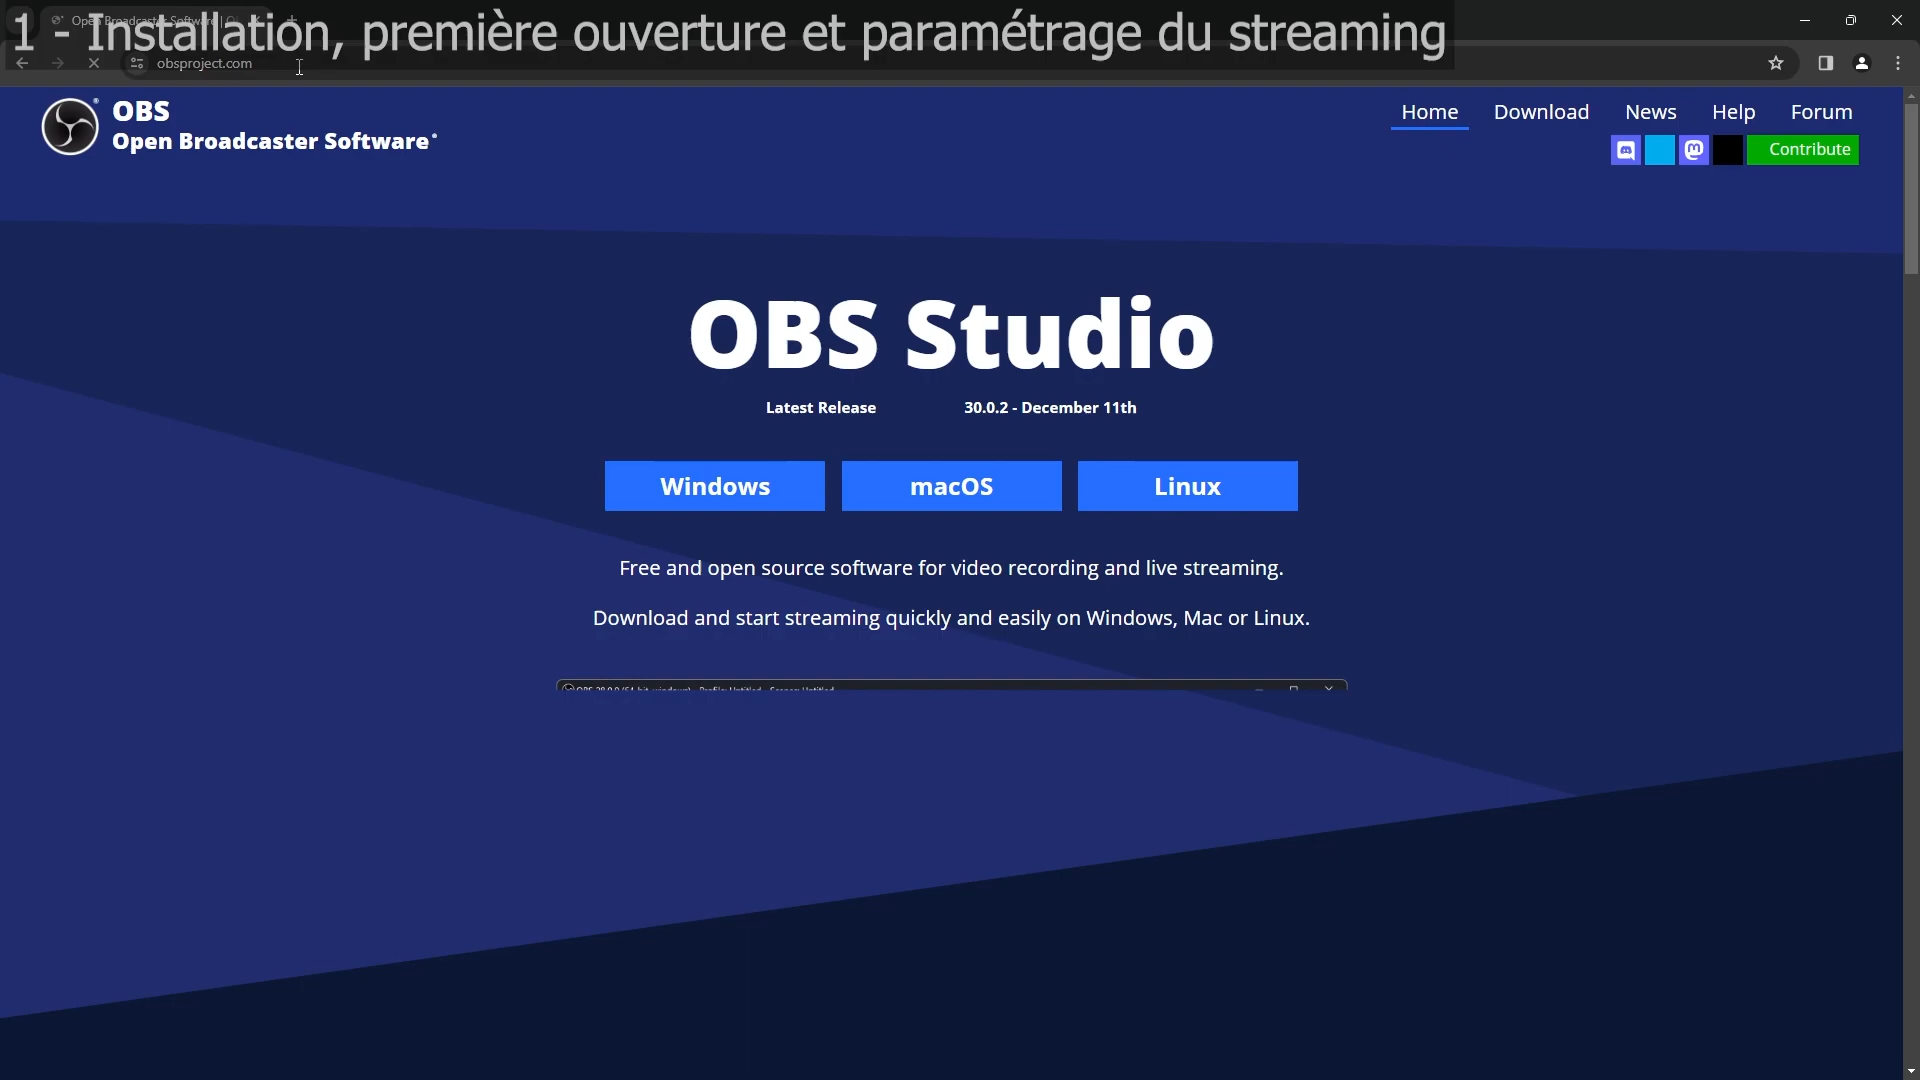 1 - Installation, première ouverture et paramétrage du streaming
obsproject.com
OBS
Open Broadcaster Software
Home
Download
News
Help
Forum
Contribute
OBS Studio
Latest Release
30.0.2 - December 11th
Windows
macOS
Linux
Free and open source software for video recording and live streaming.
Download and start streaming quickly and easily on Windows, Mac or Linux.